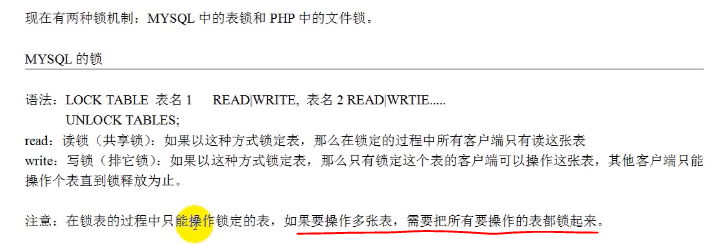 现在有两种锁机制：MYSQL 中的表锁和 PHP 中的文件锁。
MYSQL 的锁
语法：LOCK TABLE 表名 1 READ|WRITE, 表名 2 READ|WRTIE.....
UNLOCK TABLES;
read：读锁（共享锁）：如果以这种方式锁定表，那么在锁定的过程中所有客户端只有读这张表
write：写锁（排它锁）：如果以这种方式锁定表，那么只有锁定这个表的客户端可以操作这张表，其他客户端只能
操作个表直到锁释放为止。
注意：在锁表的过程中只能操作锁定的表，如果要操作多张表，需要把所有要操作的表都锁起来。